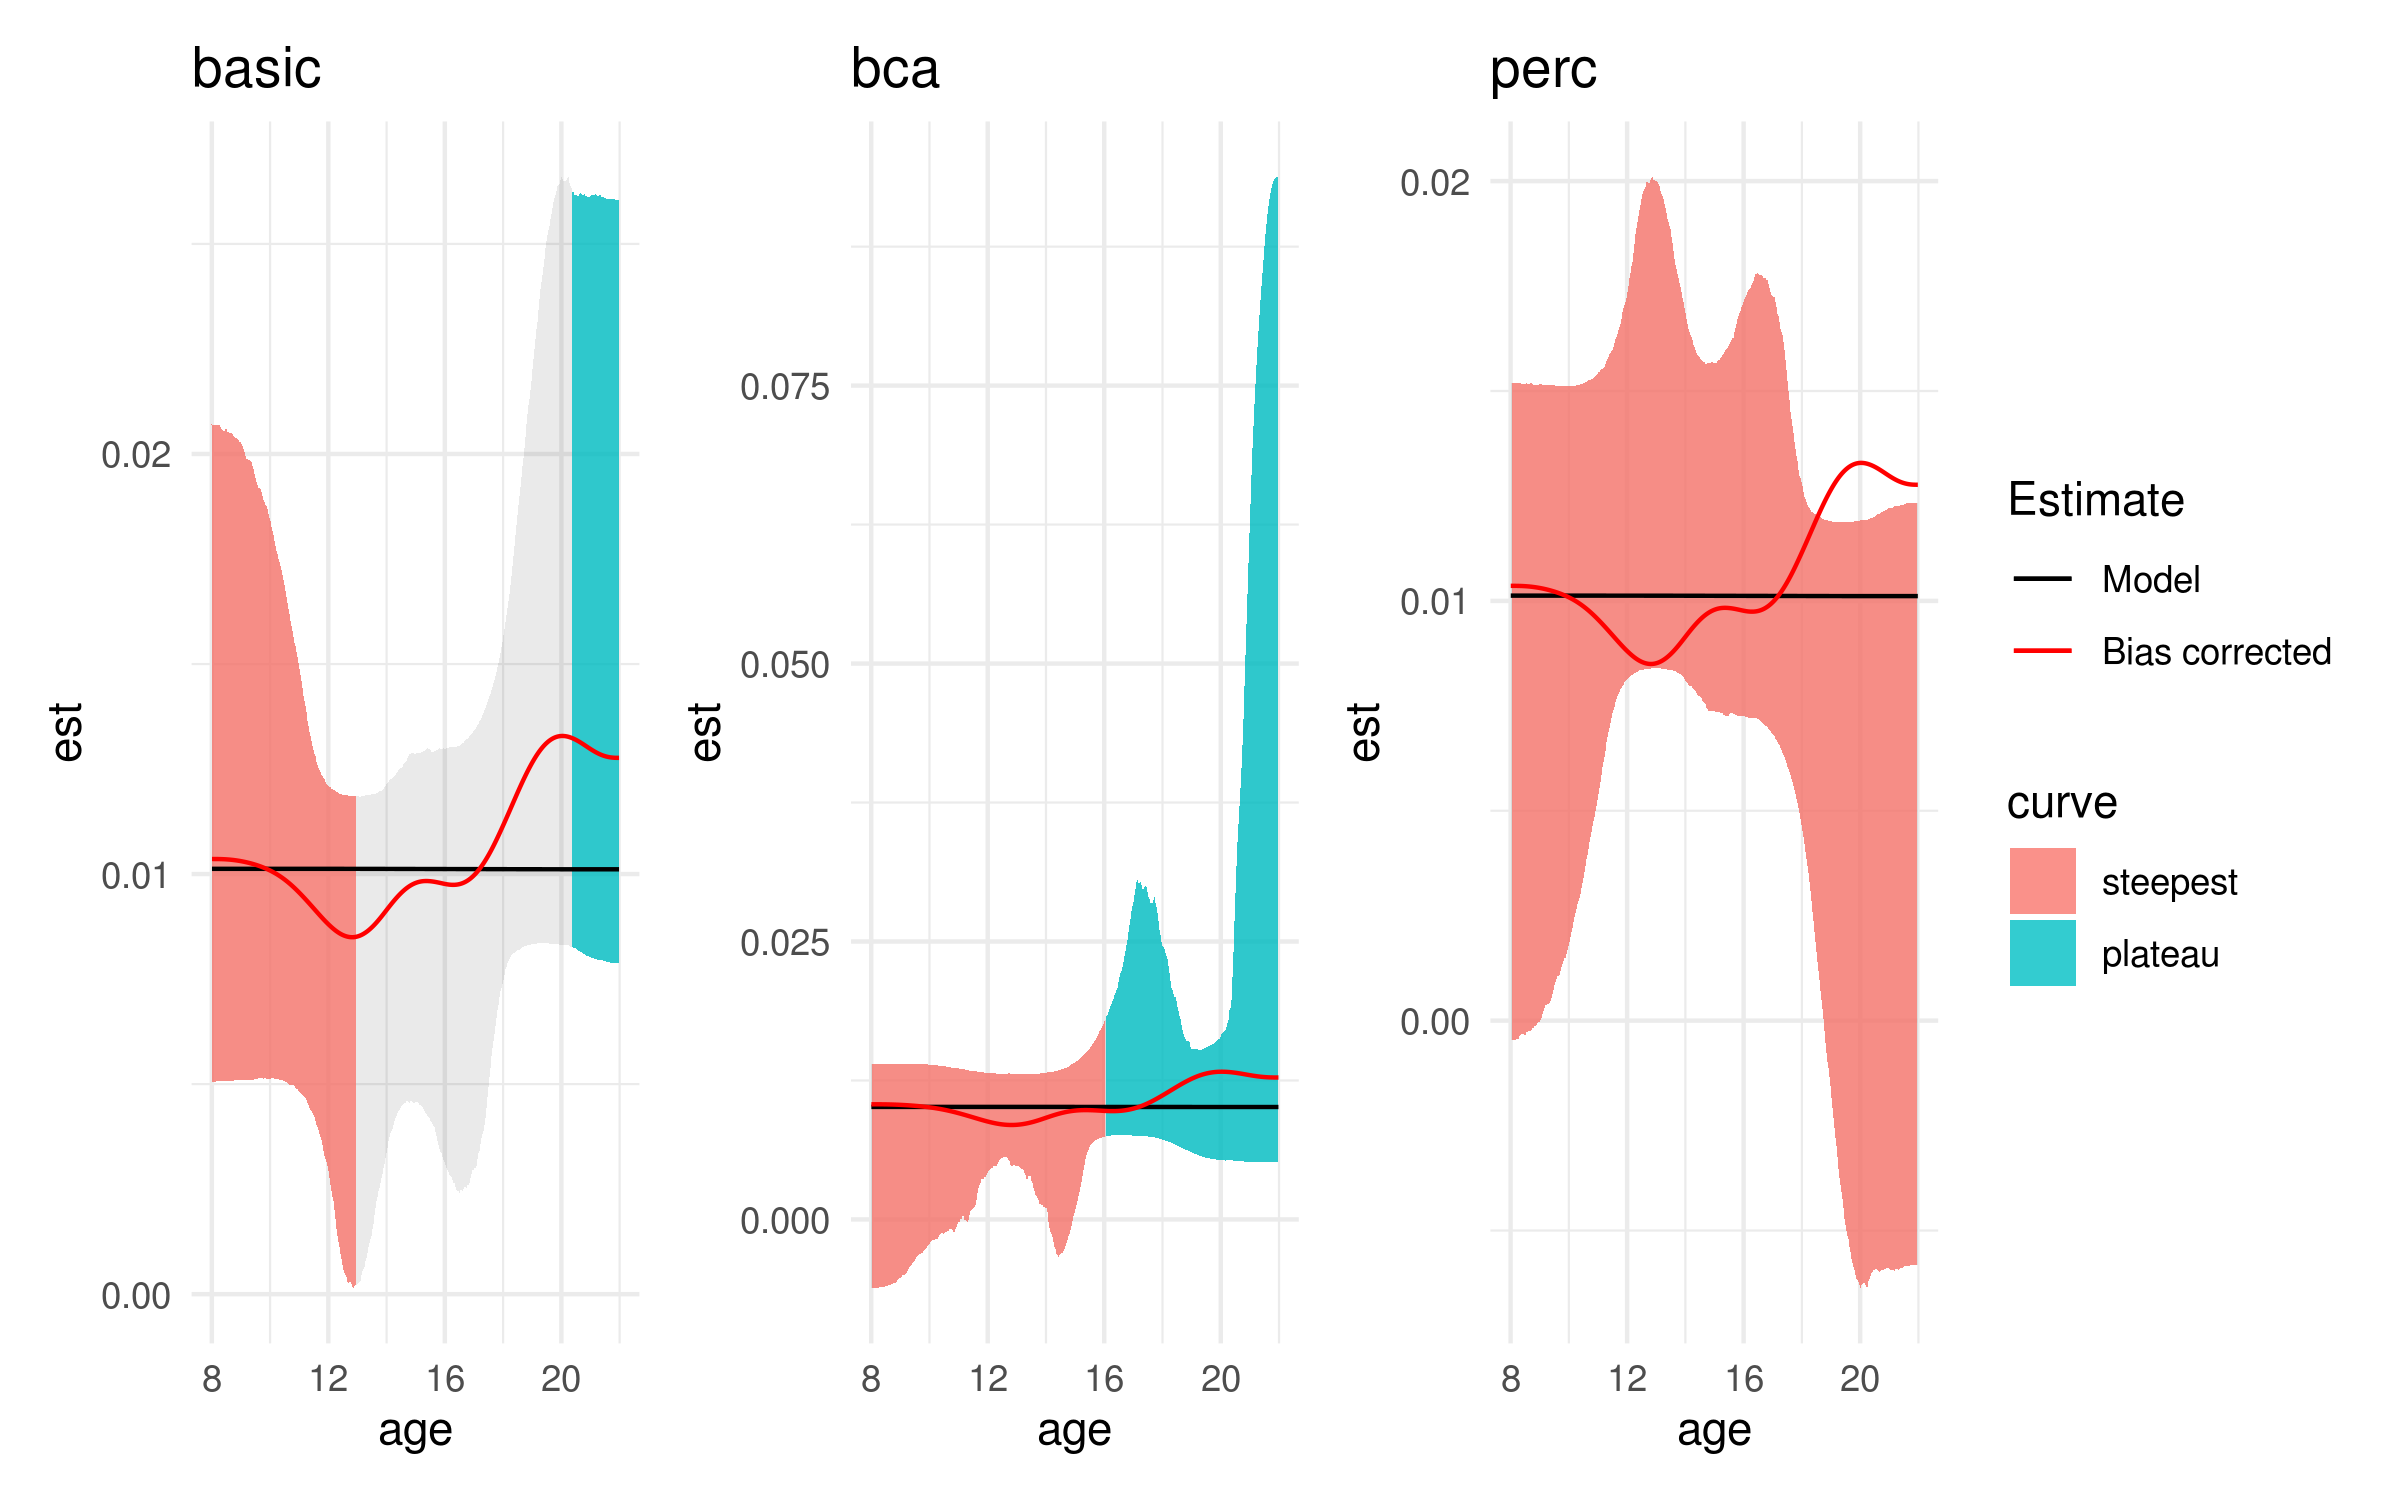 basic
bca
perc
est
0.02
0.01
0.00
8 12 16 20
age
est
0.075
0.050
0.025
0.000
8 12 16 20
age
est
0.02
0.01
0.00
8 12 16 20
age
Estimate
Model
Bias corrected
curve
steepest
plateau